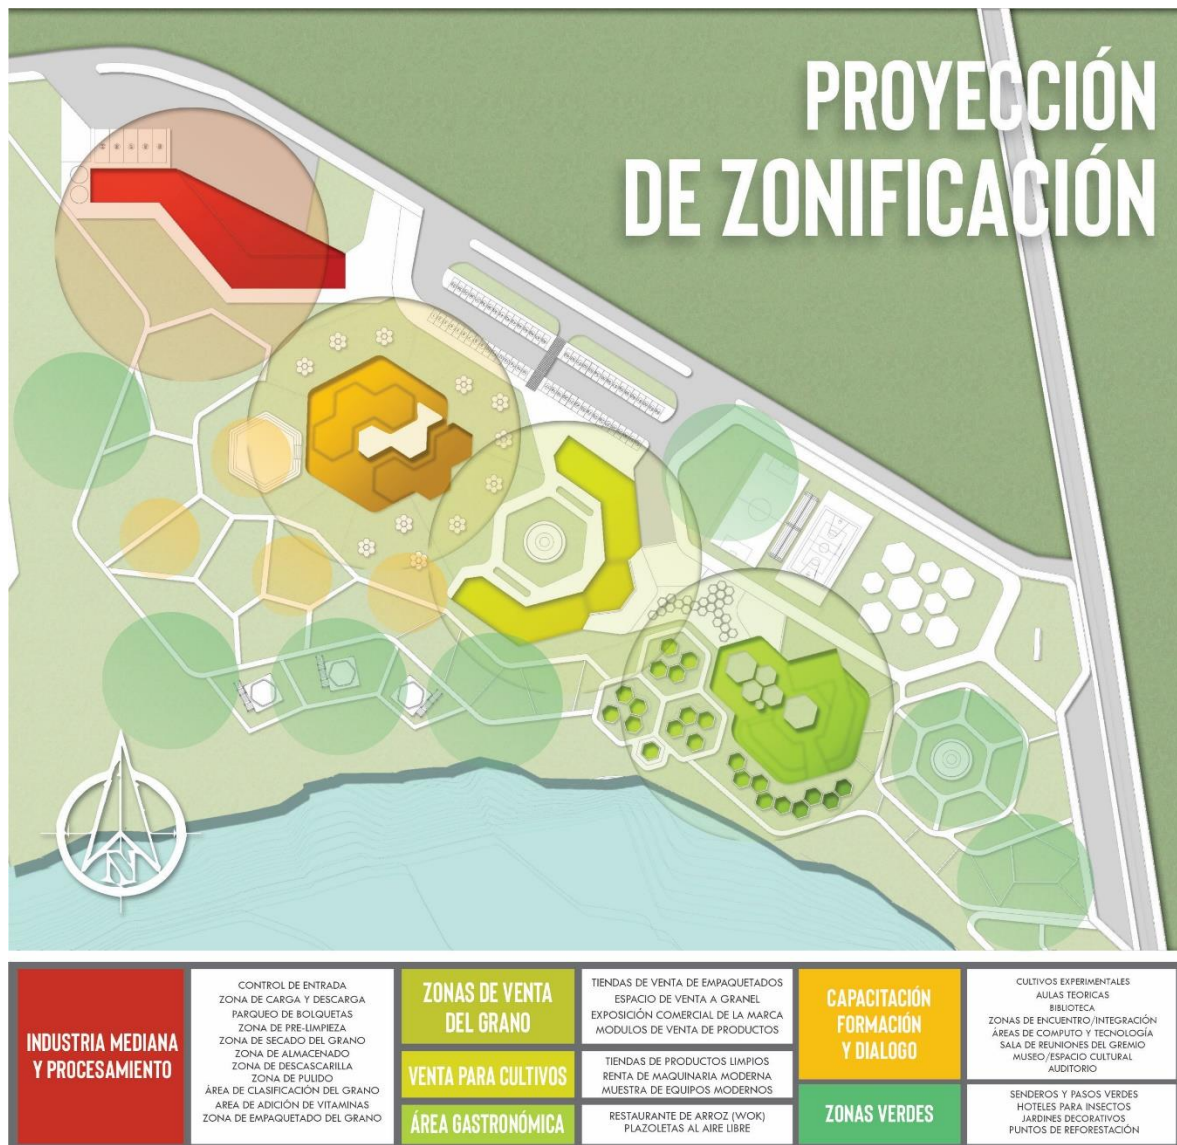 PROYECCIÓN
DE ZONIFICACIÓN
N
INDUSTRIA MEDIANA
Y PROCESAMIENTO
CONTROL DE ENTRADA
ZONA DE CARGA Y DESCARGA
PARQUEO DE BOLQUETAS
ZONA DE PRE-LIMPIEZA
ZONA DE SECADO DEL GRANO
ZONA DE ALMACENADO
ZONA DE DESCASCARILLA
ZONA DE PULIDO
ÁREA DE CLASIFICACIÓN DEL GRANO
AREA DE ADICIÓN DE VITAMINAS
ZONA DE EMPAQUETADO DEL GRANO
ZONAS DE VENTA
DEL GRANO
TIENDAS DE VENTA DE EMPAQUETADOS
ESPACIO DE VENTA A GRANEL
EXPOSICIÓN COMERCIAL DE LA MARCA
MODULOS DE VENTA DE PRODUCTOS
VENTA PARA CULTIVOS
TIENDAS DE PRODUCTOS LIMPIOS
RENTA DE MAQUINARIA MODERNA
MUESTRA DE EQUIPOS MODERNOS
ÁREA GASTRONÓMICA
RESTAURANTE DE ARROZ (WOK)
PLAZOLETAS AL AIRE LIBRE
CAPACITACIÓN
FORMACIÓN
Y DIALOGO
CULTIVOS EXPERIMENTALES
AULAS TEORICAS
BIBLIOTECA
ZONAS DE ENCUENTRO/INTEGRACIÓN
ÁREAS DE COMPUTO Y TECNOLOGÍA
SALA DE REUNIONES DEL GREMIO
MUSEO/ESPACIO CULTURAL
AUDITORIO
ZONAS VERDES
SENDEROS Y PASOS VERDES
HOTELES PARA INSECTOS
JARDINES DECORATIVOS
PUNTOS DE REFORESTACIÓN